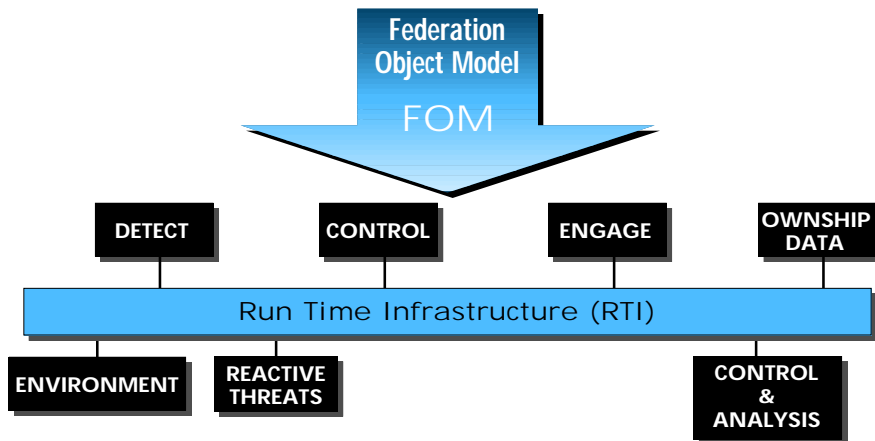 Federation
Object Model
FOM
DETECT
CONTROL
ENGAGE
OWNSHIP
DATA
Run Time Infrastructure (RTI)
ENVIRONMENT
REACTIVE
THREATS
CONTROL
&
ANALYSIS